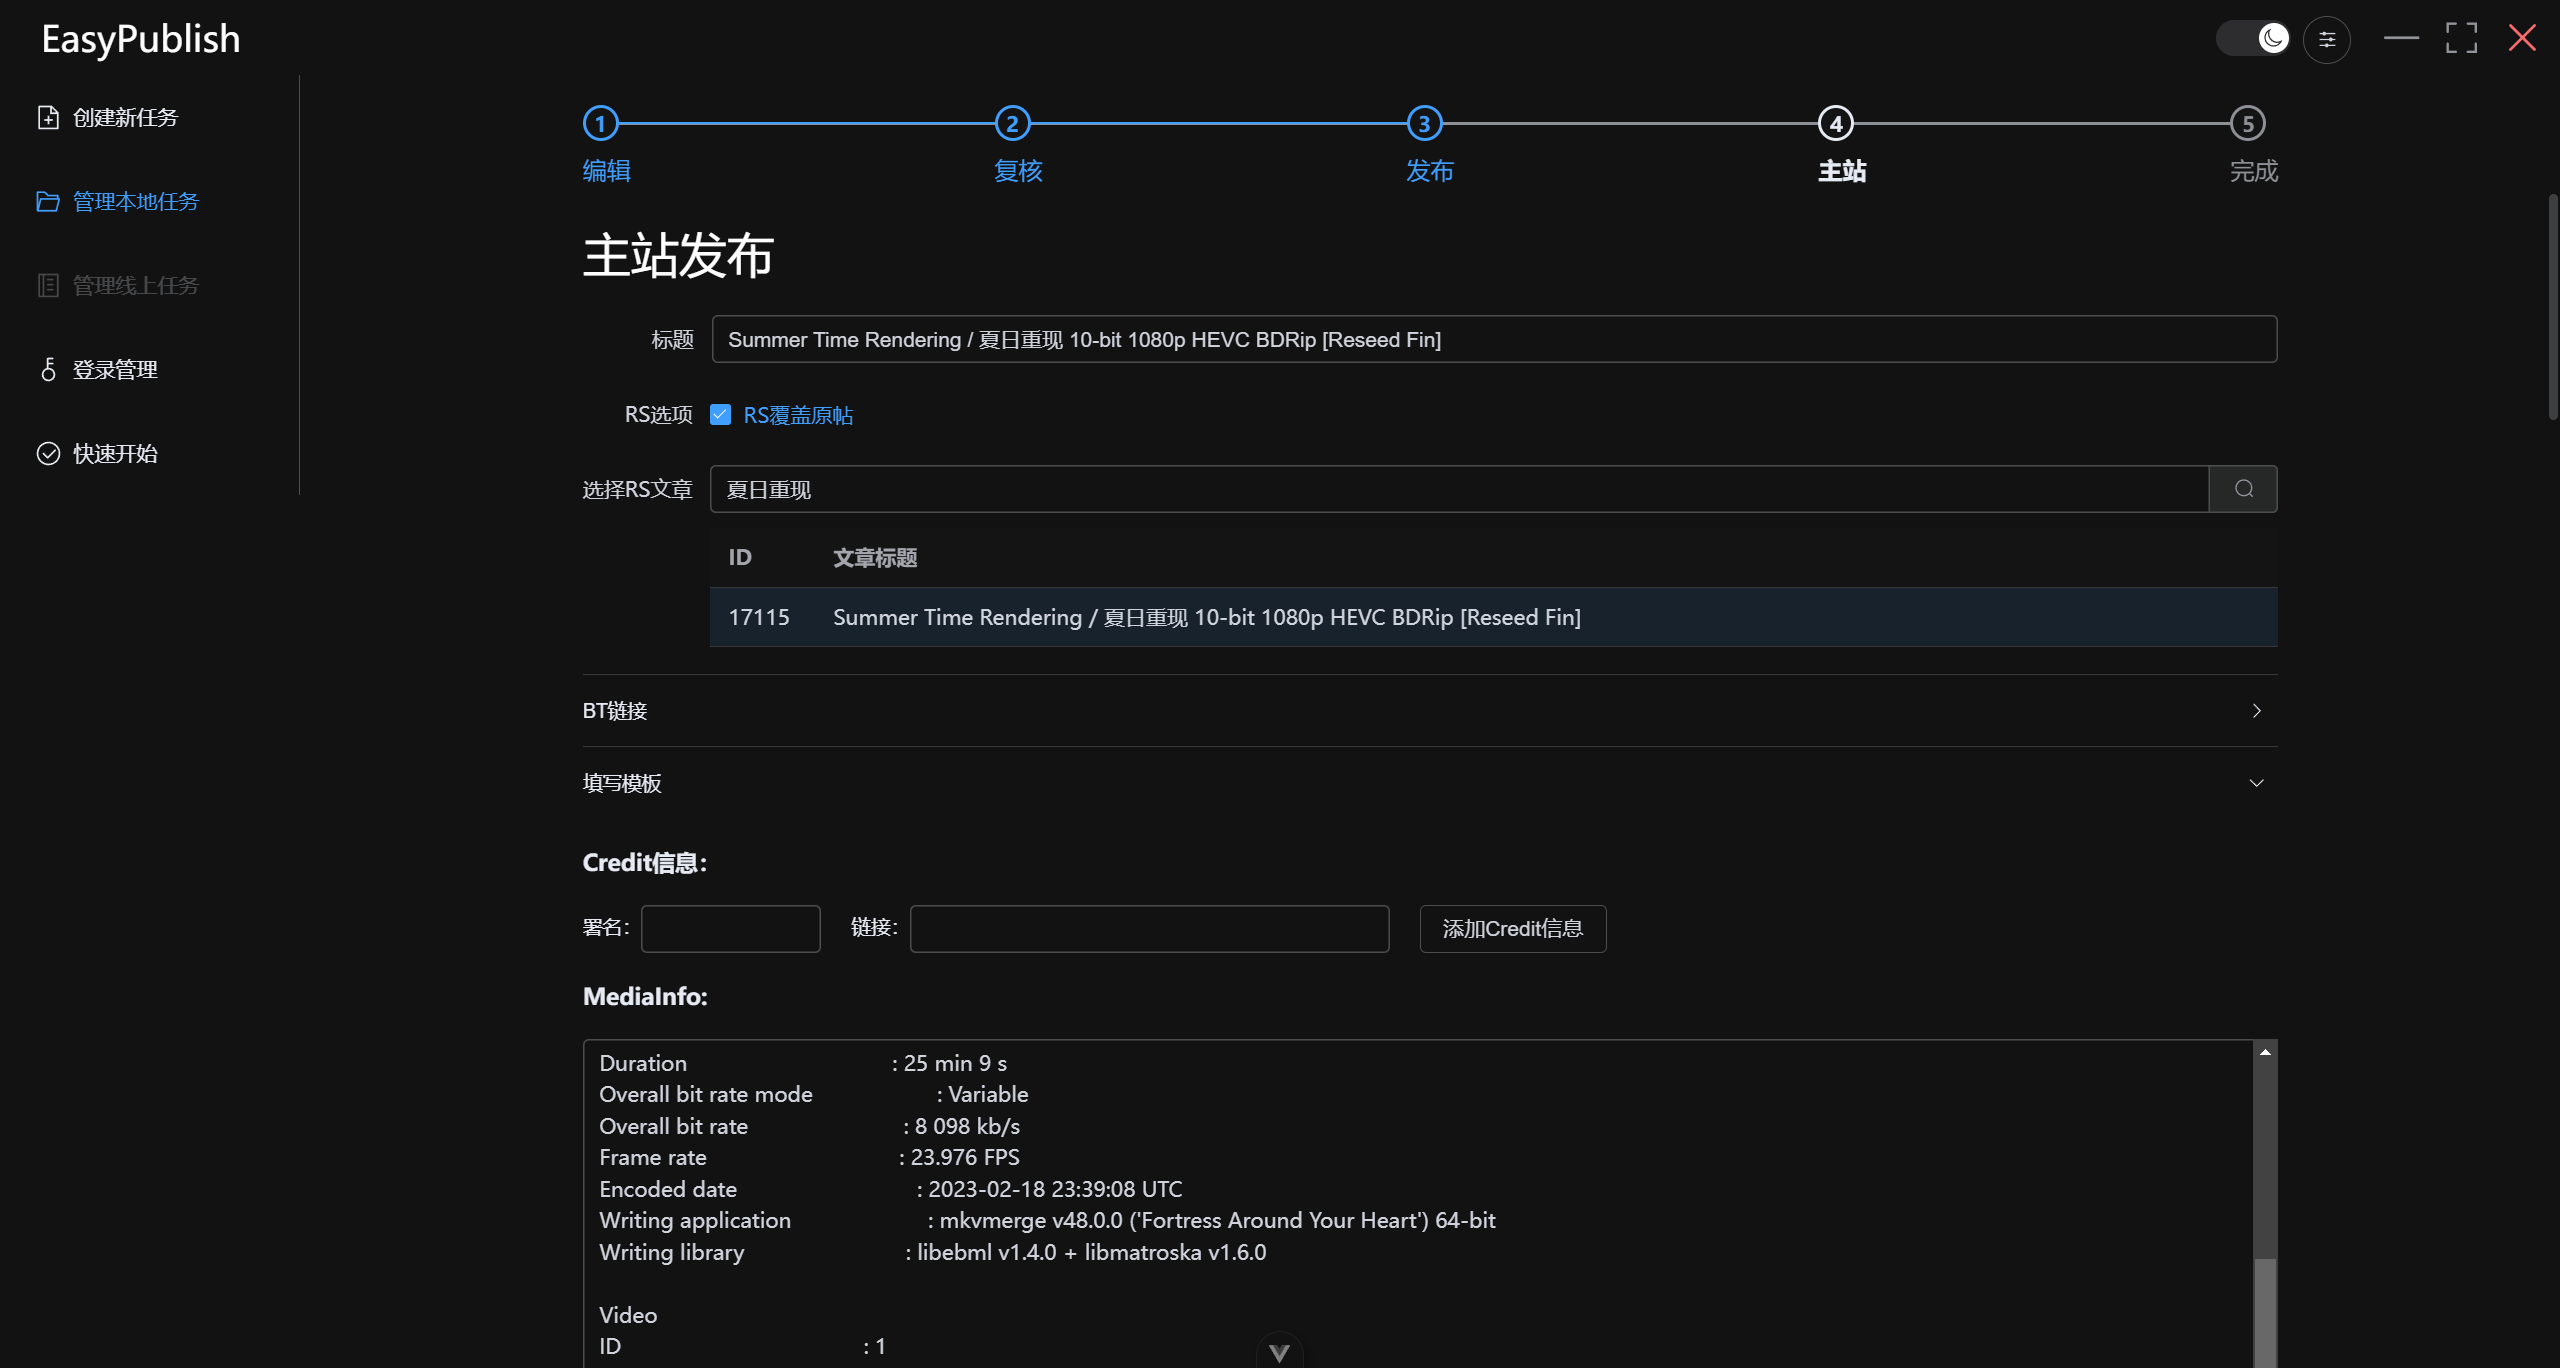 EasyPublish
创建新任务
管理本地任务
管理线上任务
登录管理
快速开始
1 2 3 4 5
编辑 复核 发布 主站 完成
主站发布
标题 Summer Time Rendering / 夏日重现 10-bit 1080p HEVC BDRip [Reseed Fin]
RS选项 RS覆盖原帖
选择RS文章 夏日重现
ID 文章标题
17115 Summer Time Rendering / 夏日重现 10-bit 1080p HEVC BDRip [Reseed Fin]
BT链接
填写模板
Credit信息：
署名： 链接： 添加Credit信息
MediaInfo:
Duration : 25 min 9 s
Overall bit rate mode : Variable
Overall bit rate : 8 098 kb/s
Frame rate : 23.976 FPS
Encoded date : 2023-02-18 23:39:08 UTC
Writing application : mkvmerge v48.0.0 ('Fortress Around Your Heart') 64-bit
Writing library : libebml v1.4.0 + libmatroska v1.6.0
Video
ID : 1